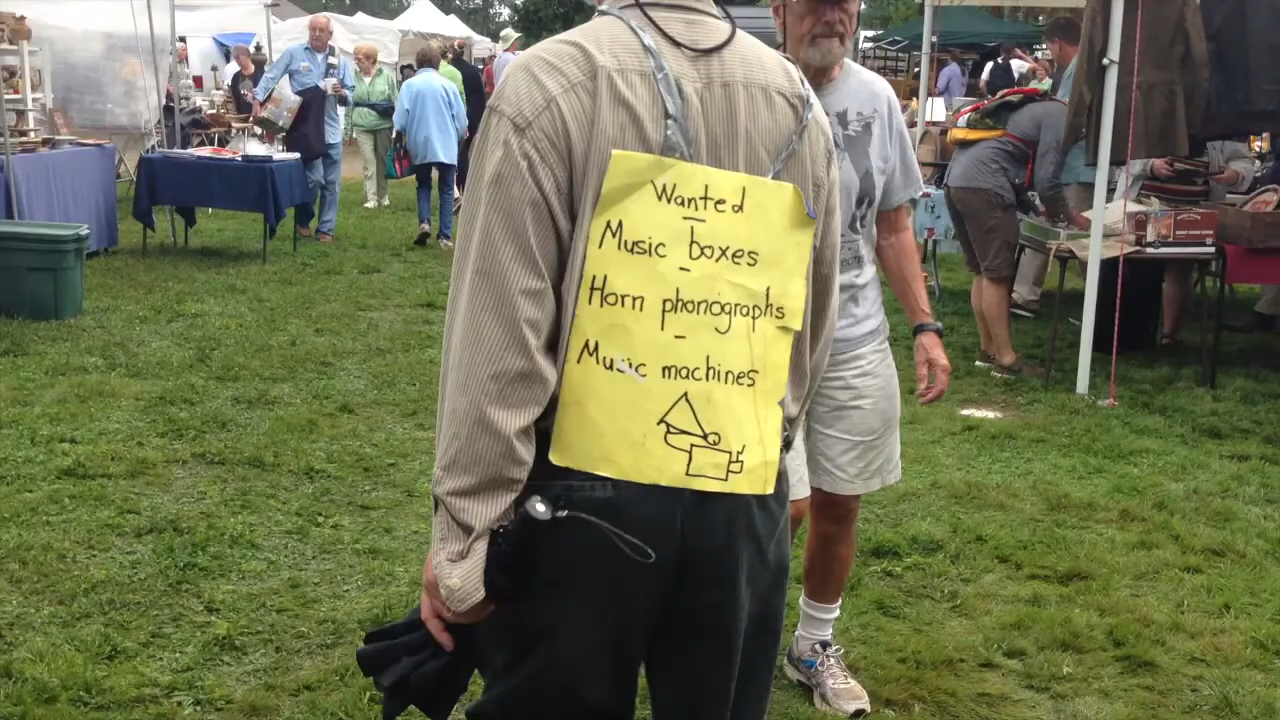 Wanted
-
Music boxes
-
Horn phonographs
-
Music machines